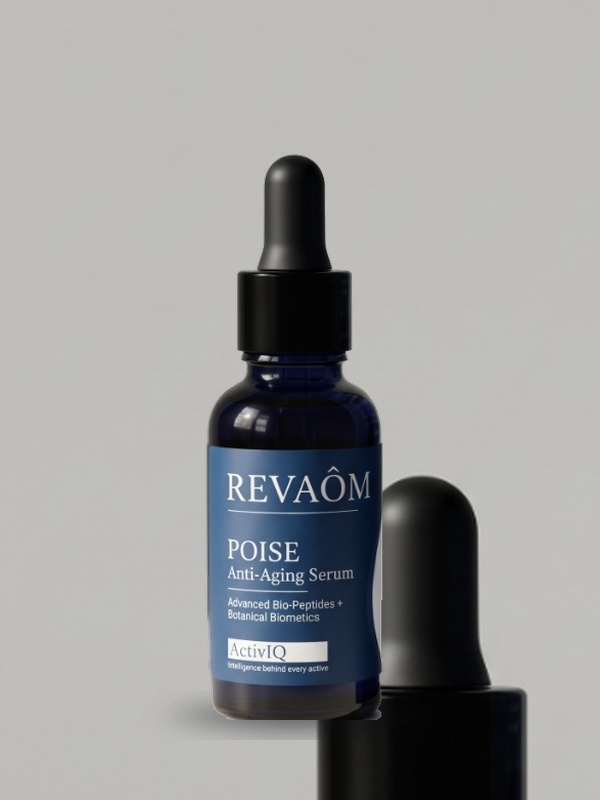 REVAÔM
POISE
Anti-Aging Serum
Advanced Bio-Peptides +
Botanical Biometics
ActivIQ
Intelligence behind every active